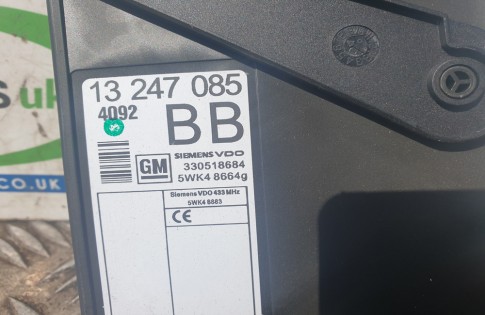 13 247 085
4092
BB
S
GM
SIEMENS VDO
330518684
5WK4 8664g
Siemens VDO 433 MHz
5WK4 8683
CE
s uk
CO.UK